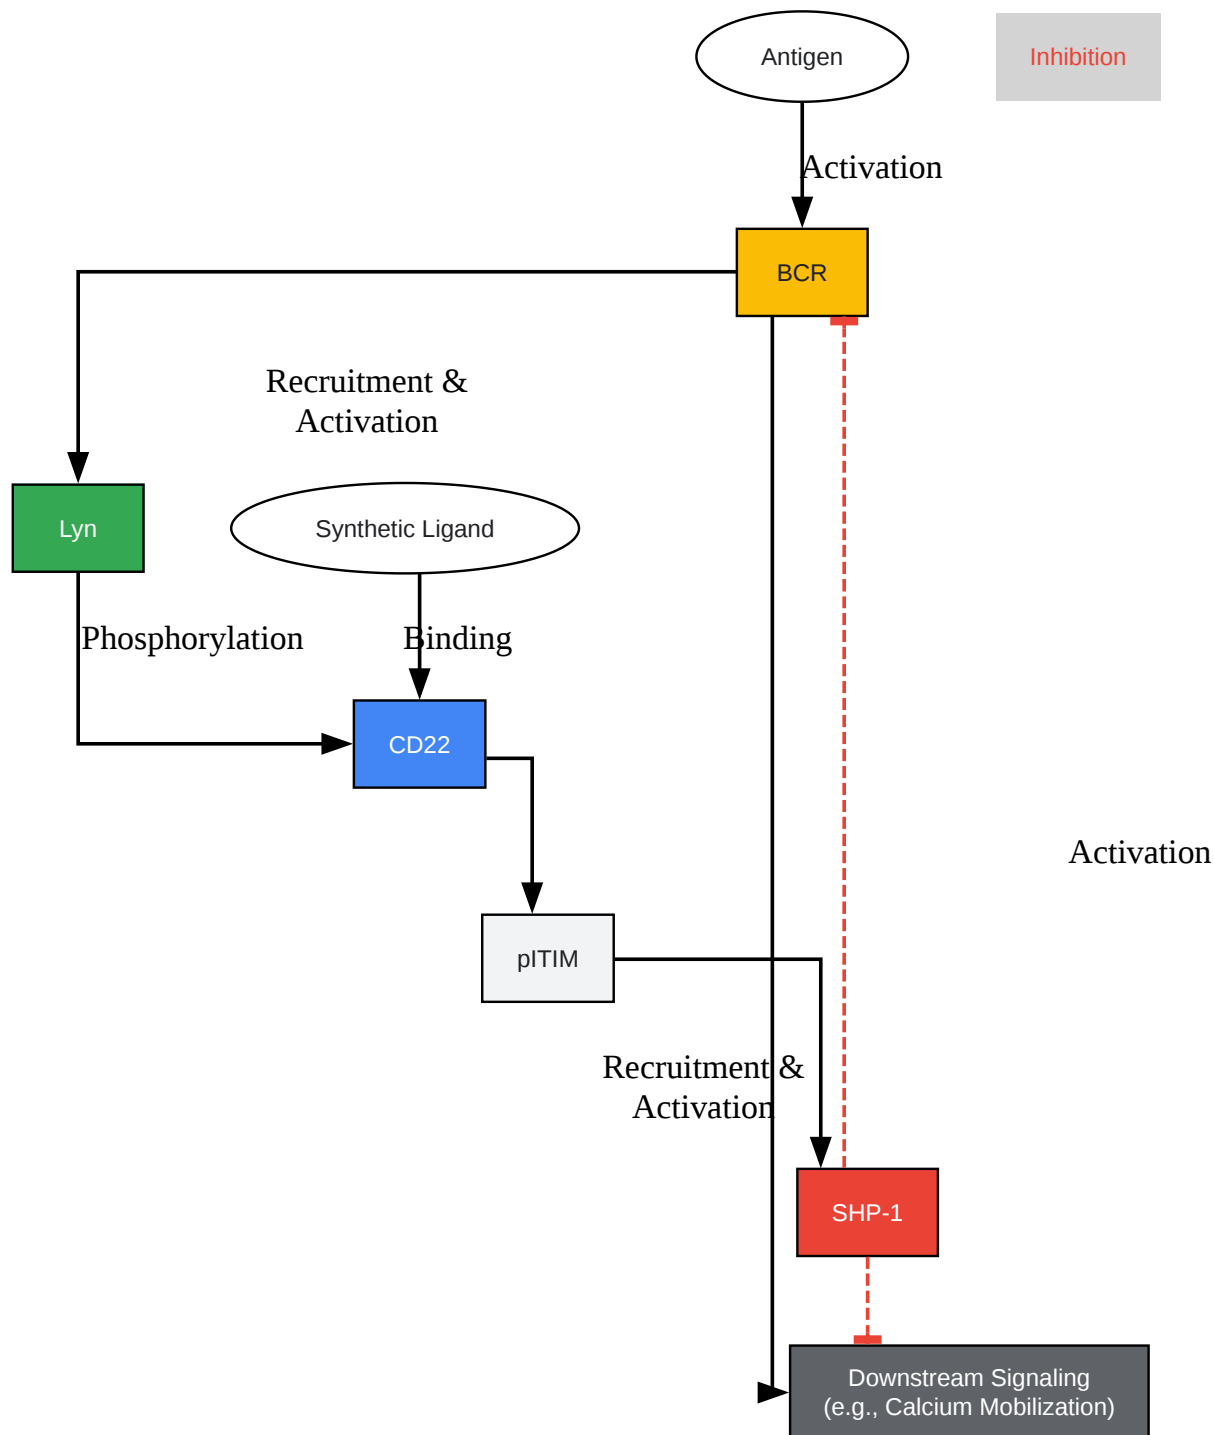 Antigen
Inhibition
Activation
BCR
Recruitment &
Activation
Lyn
Synthetic Ligand
Phosphorylation
Binding
CD22
Activation
pITIM
Recruitment &
Activation
SHP-1
Downstream Signaling
(e.g., Calcium Mobilization)